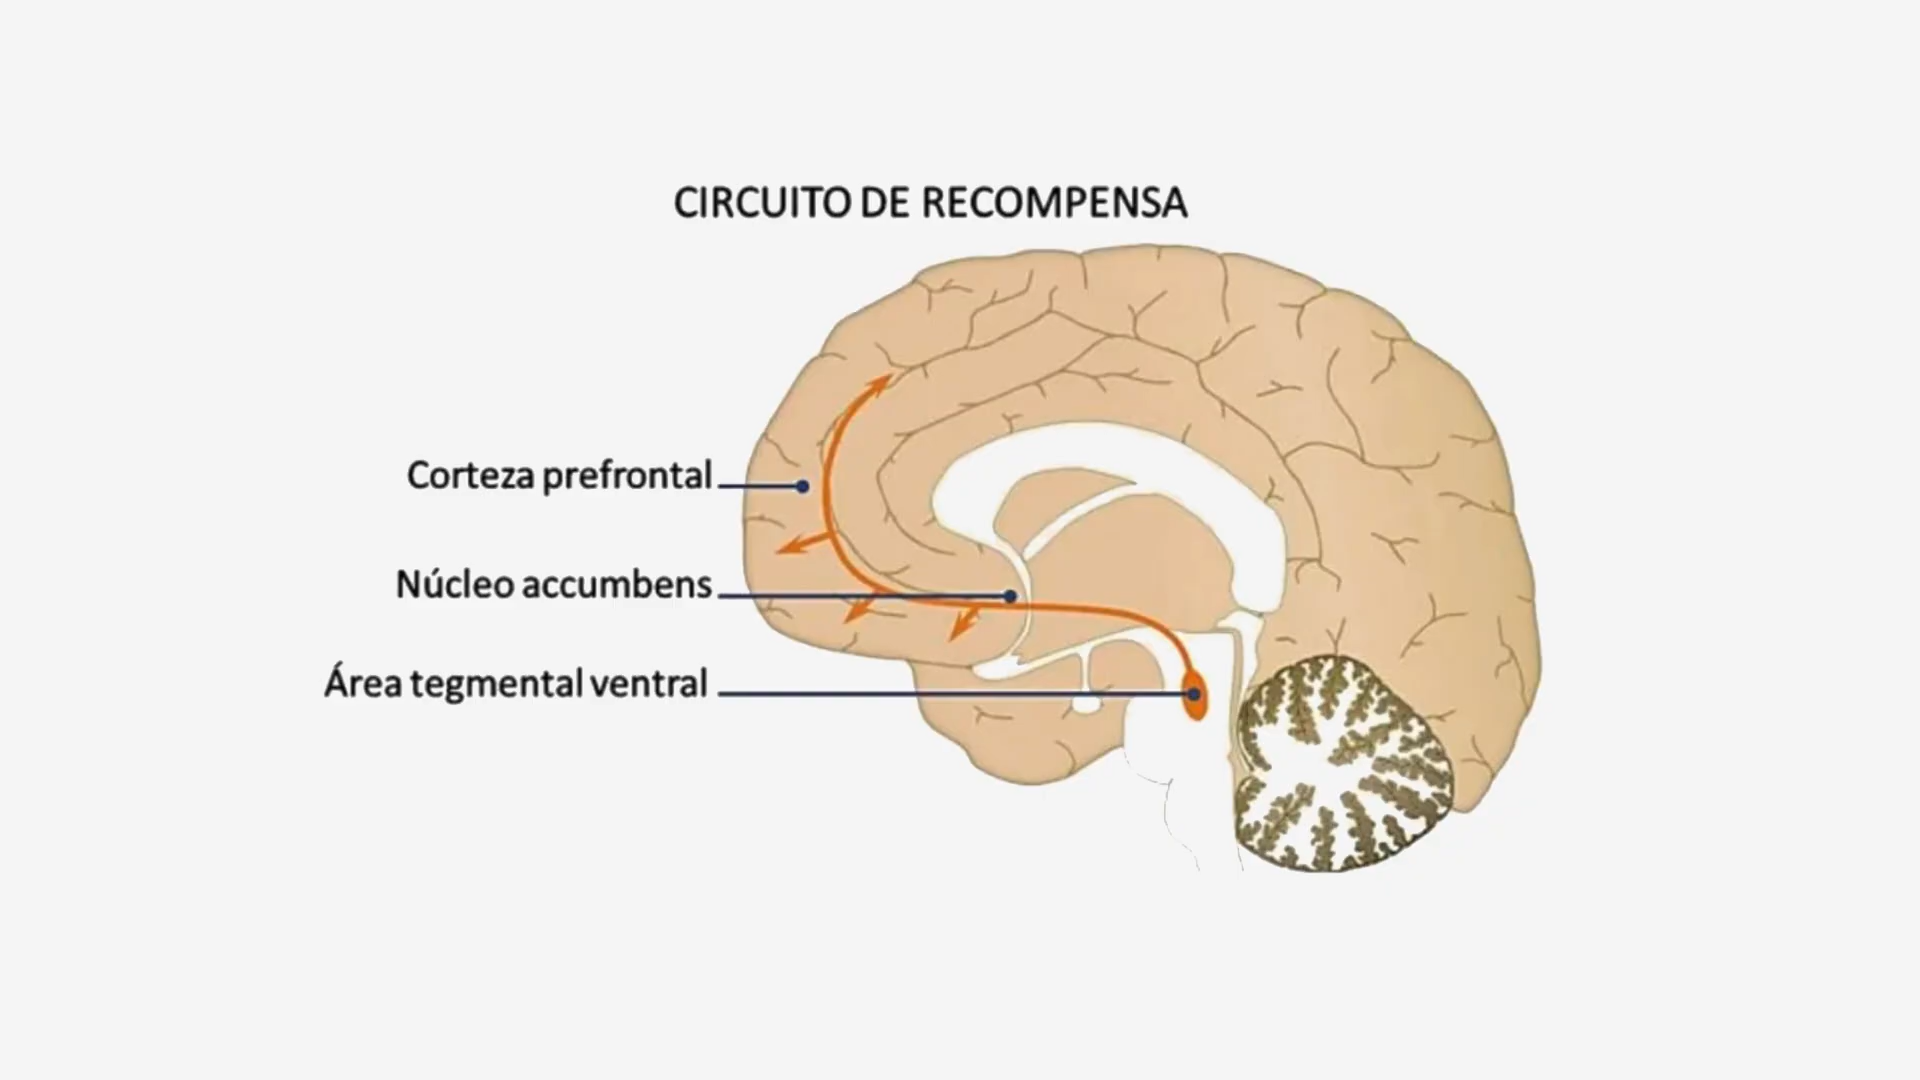 CIRCUITO DE RECOMPENSA
Corteza prefrontal
Núcleo accumbens
Área tegmental ventral